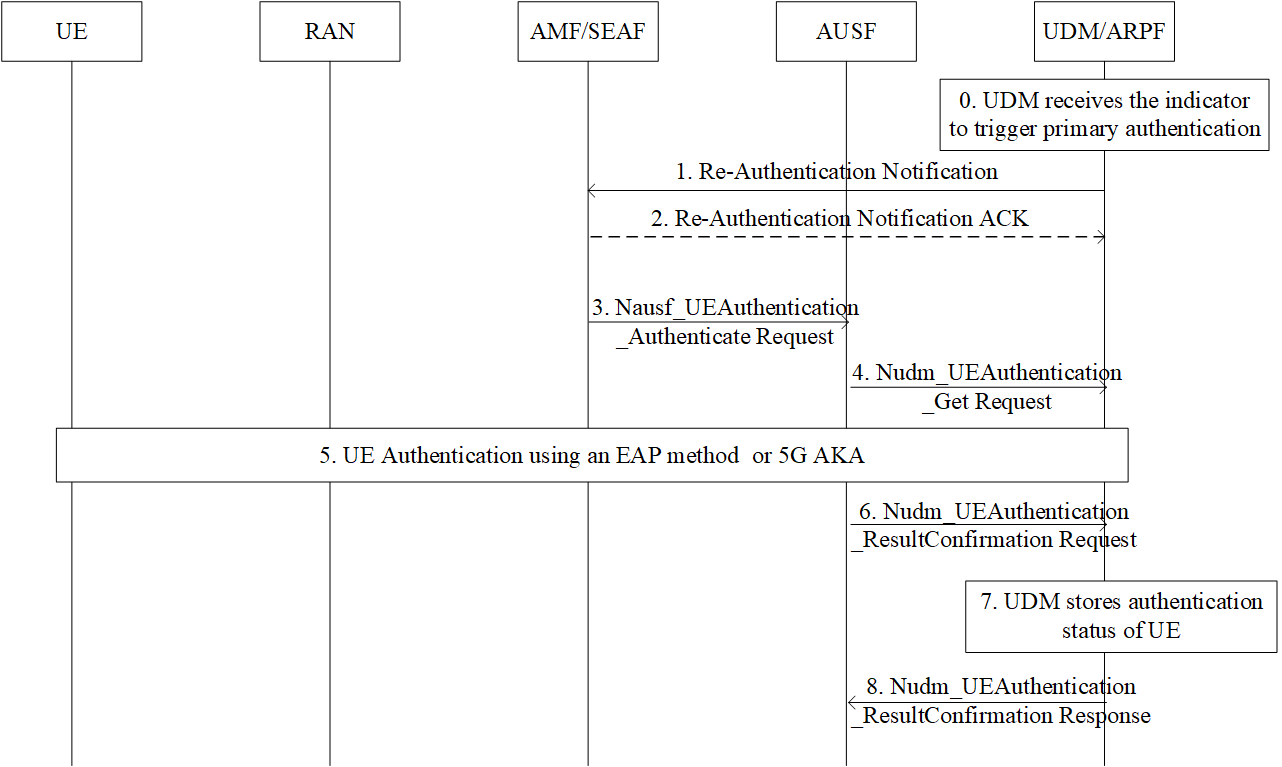 UE
RAN
AMF/SEAF
AUSF
UDM/ARPF
0. UDM receives the indicator
to trigger primary authentication
1. Re-Authentication Notification
2. Re-Authentication Notification ACK
3. Nausf_UEAuthentication
_Authenticate Request
4. Nudm_UEAuthentication
_Get Request
5. UE Authentication using an EAP method  or 5G AKA
6. Nudm_UEAuthentication
_ResultConfirmation Request
7. UDM stores authentication
status of UE
8. Nudm_UEAuthentication
_ResultConfirmation Response